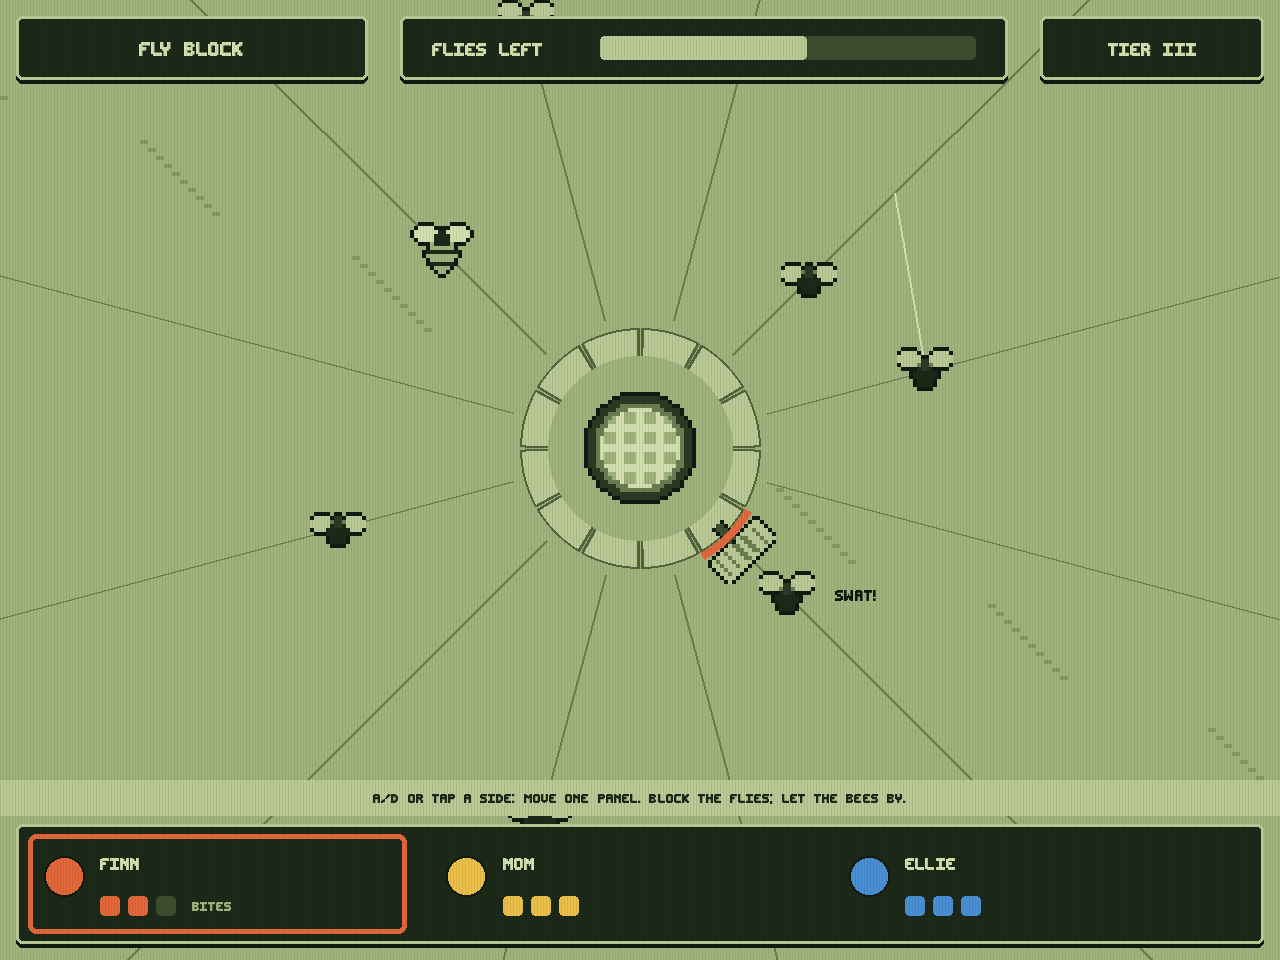 FLY BLOCK
FLIES LEFT
TIER III
SWAT!
A/D OR TAP A SIDE: MOVE ONE PANEL. BLOCK THE FLIES; LET THE BEES BY.
FINN
BITES
MOM
ELLIE